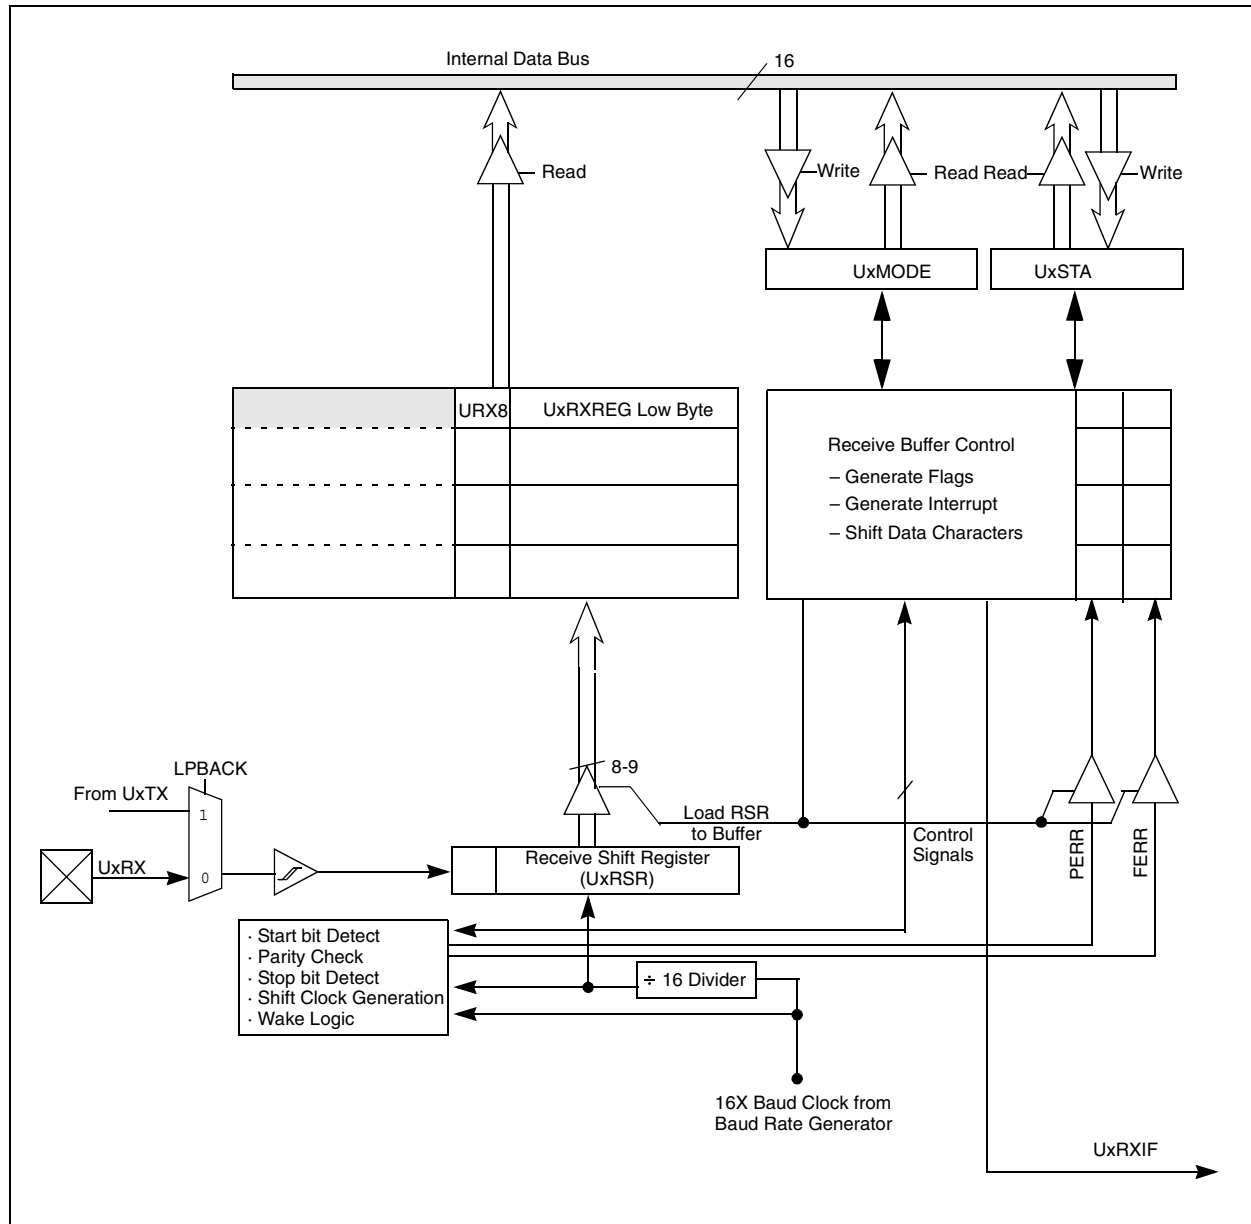 Internal Data Bus
16
Read
Write
Read Read
Write
UxMODE
UxSTA
URX8
UxRXREG Low Byte
Receive Buffer Control
– Generate Flags
– Generate Interrupt
– Shift Data Characters
LPBACK
From UxTX
1
UxRX
0
8-9
Load RSR
to Buffer
Control
Signals
PERR
FERR
Receive Shift Register
(UxRSR)
· Start bit Detect
· Parity Check
· Stop bit Detect
· Shift Clock Generation
· Wake Logic
÷ 16 Divider
16X Baud Clock from
Baud Rate Generator
UxRXIF